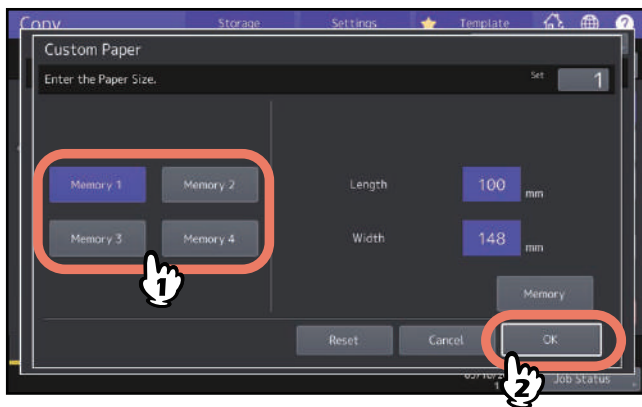 Copy Storage Settings Template
Custom Paper
Enter the Paper Size.
Set 1
Memory 1 Memory 2
Length 100 mm
Memory 3 Memory 4
Width 148 mm
1
Memory
Reset Cancel OK
2
Job Status